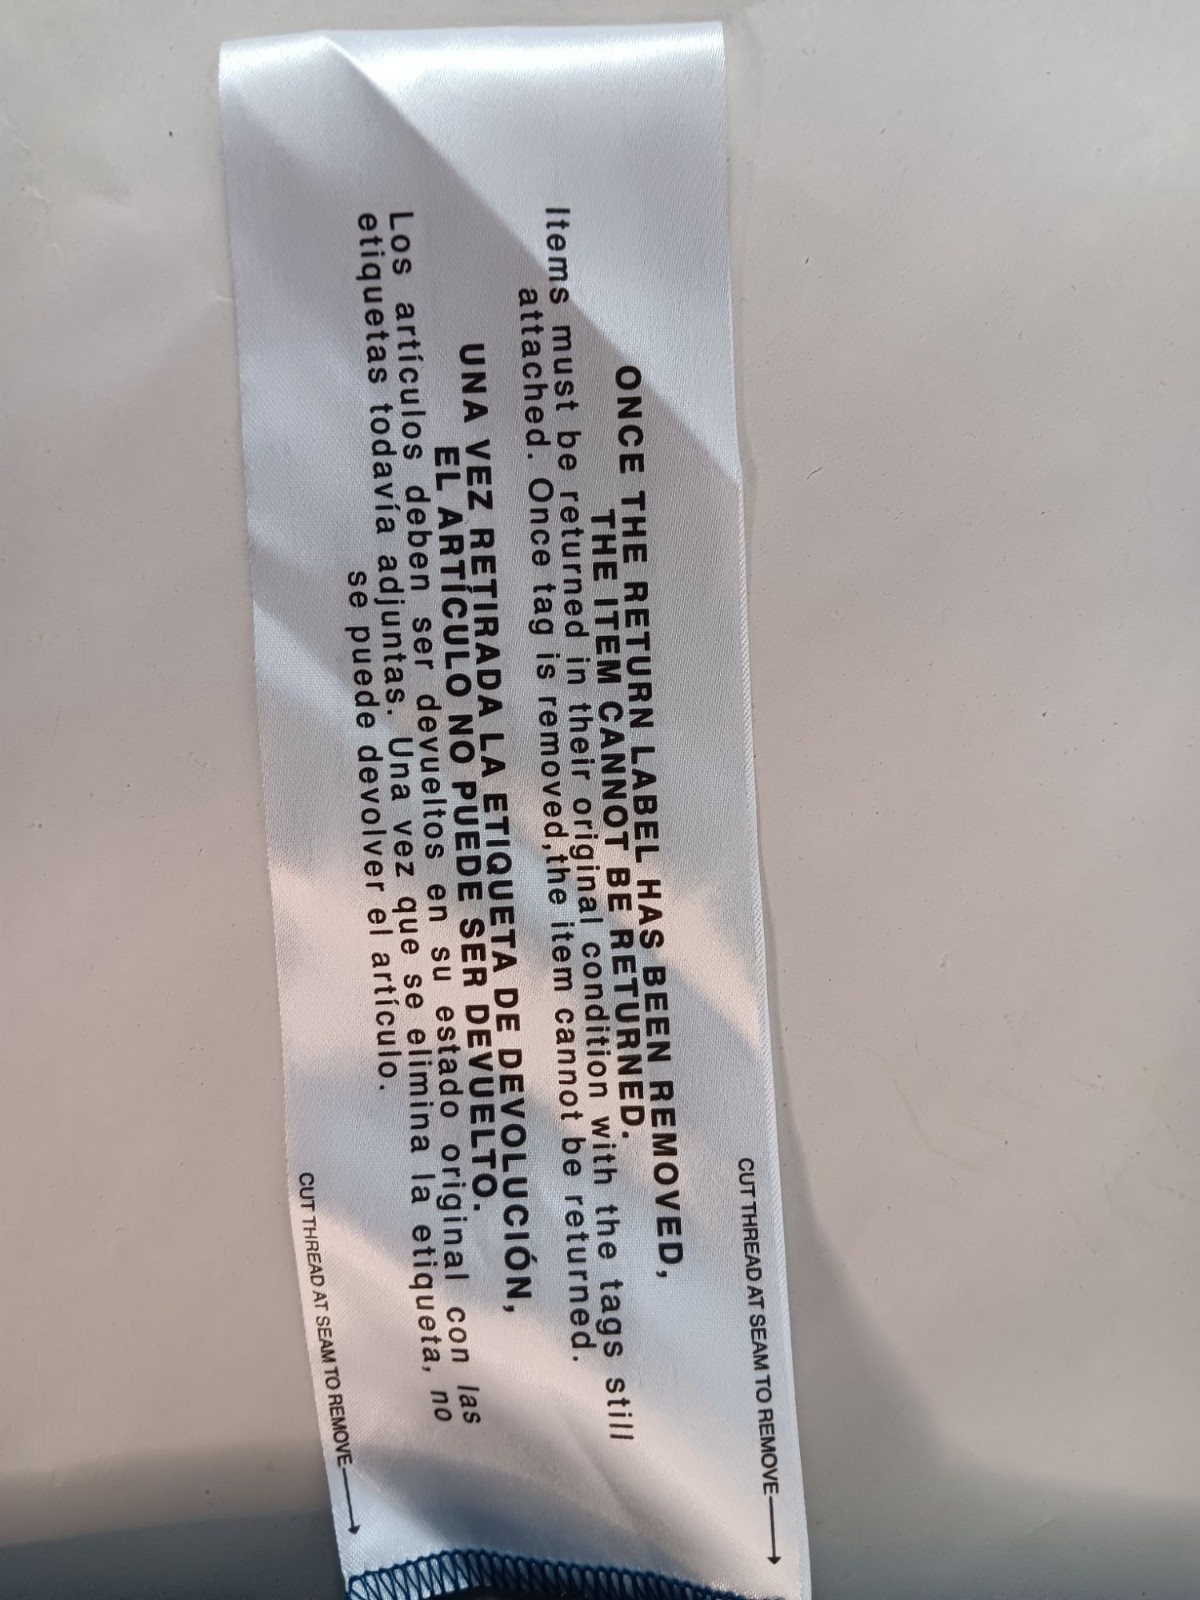 CUT THREAD AT SEAM TO REMOVE
ONCE THE RETURN LABEL HAS BEEN REMOVED,
THE ITEM CANNOT BE RETURNED.
Items must be returned in their original condition with the tags still
attached. Once tag is removed,the item cannot be returned.
UNA VEZ RETIRADA LA ETIQUETA DE DEVOLUCIÓN,
EL ARTÍCULO NO PUEDE SER DEVUELTO.
Los artículos deben ser devueltos en su estado original con las
etiquetas todavía adjuntas. Una vez que se elimina la etiqueta, no
se puede devolver el artículo.
CUT THREAD AT SEAM TO REMOVE